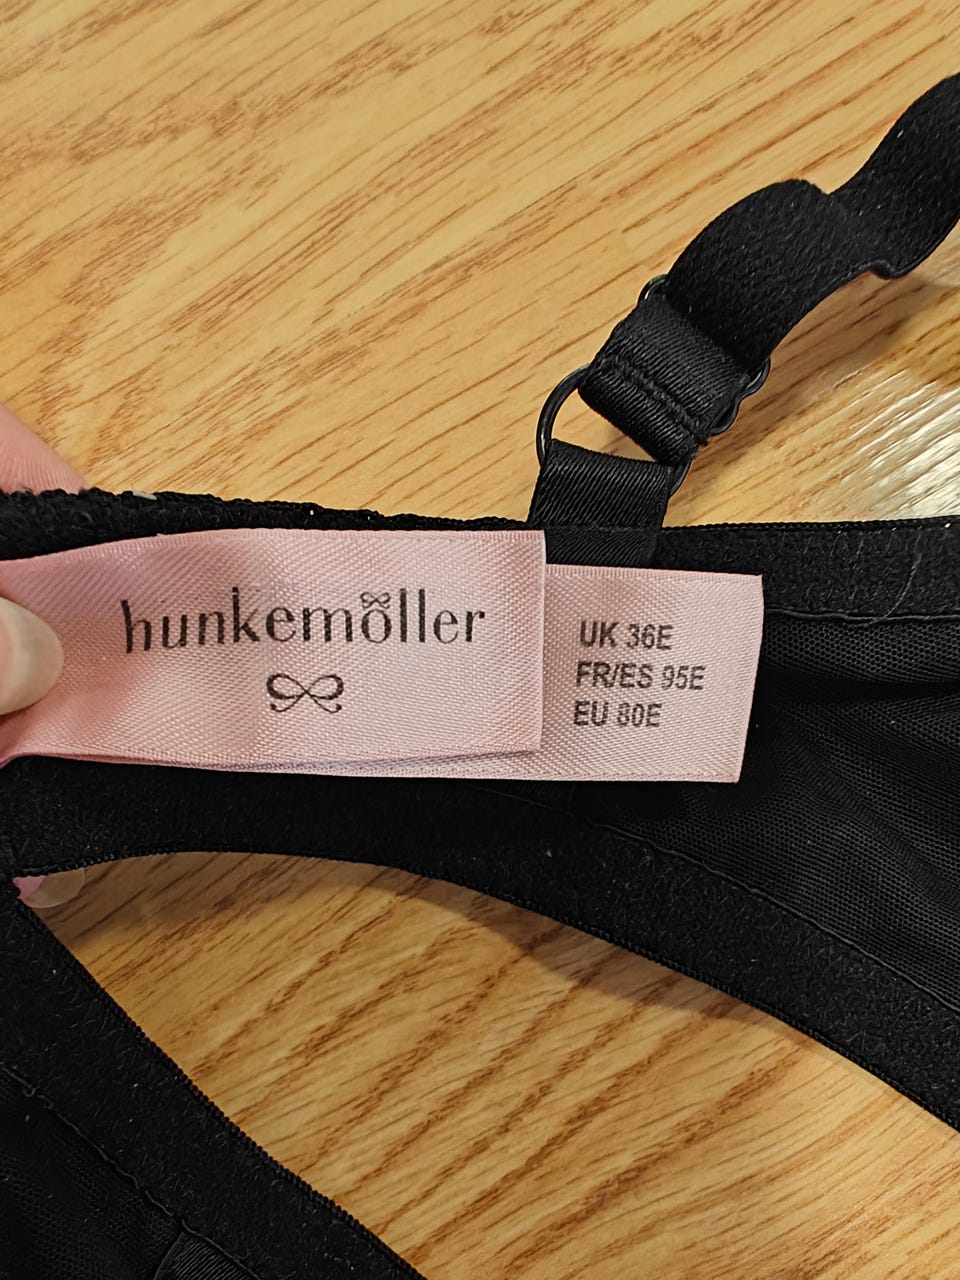 hunkemöller
UK 36E
FR/ES 95E
EU 80E